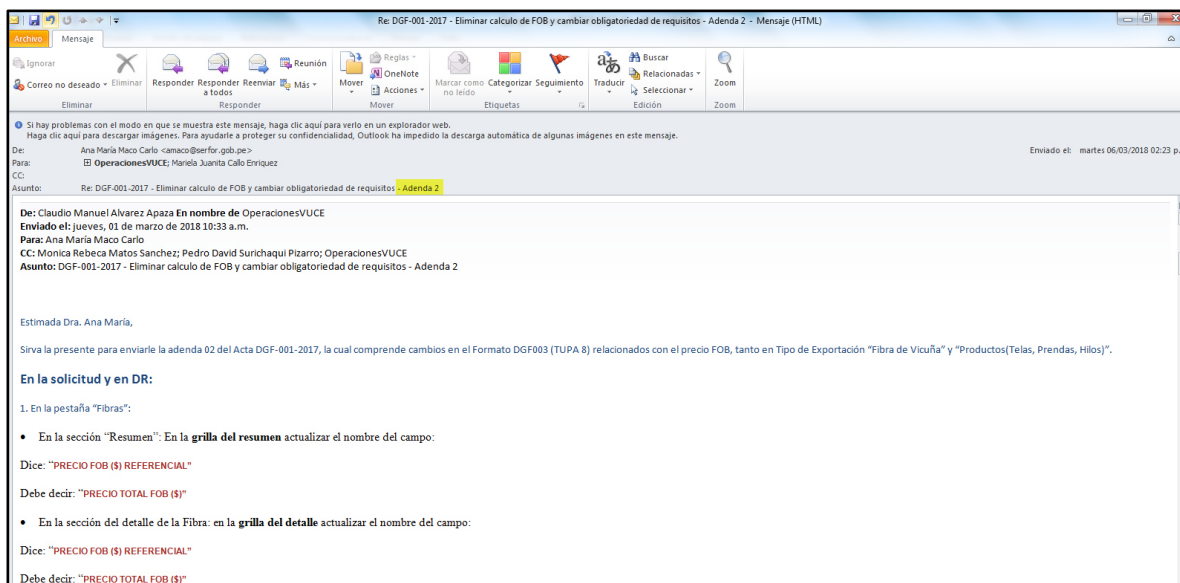 Re: DGF-001-2017 - Eliminar calculo de FOB y cambiar obligatoriedad de requisitos - Adenda 2 - Mensaje (HTML)
Archivo Mensaje
Ignorar
Correo no deseado Eliminar
Responder Responder a todos Reenviar
Reunión
Más
Mover
Reglas
OneNote
Acciones
Marcar como no leído Categorizar Seguimiento
Traducir
Buscar
Relacionadas
Seleccionar
Zoom
Eliminar Responder Mover Etiquetas Edición Zoom
Si hay problemas con el modo en que se muestra este mensaje, haga clic aquí para verlo en un explorador web.
Haga clic aquí para descargar imágenes. Para ayudarle a proteger su confidencialidad, Outlook ha impedido la descarga automática de algunas imágenes en este mensaje.
De: Ana María Maco Carlo <amaco@serfor.gob.pe> Enviado el: martes 06/03/2018 02:23 p.
Para: OperacionesVUCE; Mariela Juanita Callo Enriquez
CC:
Asunto: Re: DGF-001-2017 - Eliminar calculo de FOB y cambiar obligatoriedad de requisitos - Adenda 2
De: Claudio Manuel Alvarez Apaza En nombre de OperacionesVUCE
Enviado el: jueves, 01 de marzo de 2018 10:33 a.m.
Para: Ana María Maco Carlo
CC: Monica Rebeca Matos Sanchez; Pedro David Surichaqui Pizarro; OperacionesVUCE
Asunto: DGF-001-2017 - Eliminar calculo de FOB y cambiar obligatoriedad de requisitos - Adenda 2
Estimada Dra. Ana María,
Sirva la presente para enviarle la adenda 02 del Acta DGF-001-2017, la cual comprende cambios en el Formato DGF003 (TUPA 8) relacionados con el precio FOB, tanto en Tipo de Exportación “Fibra de Vicuña” y “Productos(Telas, Prendas, Hilos)”.
En la solicitud y en DR:
1. En la pestaña “Fibras”:
• En la sección “Resumen”: En la grilla del resumen actualizar el nombre del campo:
Dice: “PRECIO FOB ($) REFERENCIAL”
Debe decir: “PRECIO TOTAL FOB ($)”
• En la sección del detalle de la Fibra: en la grilla del detalle actualizar el nombre del campo:
Dice: “PRECIO FOB ($) REFERENCIAL”
Debe decir: “PRECIO TOTAL FOB ($)”